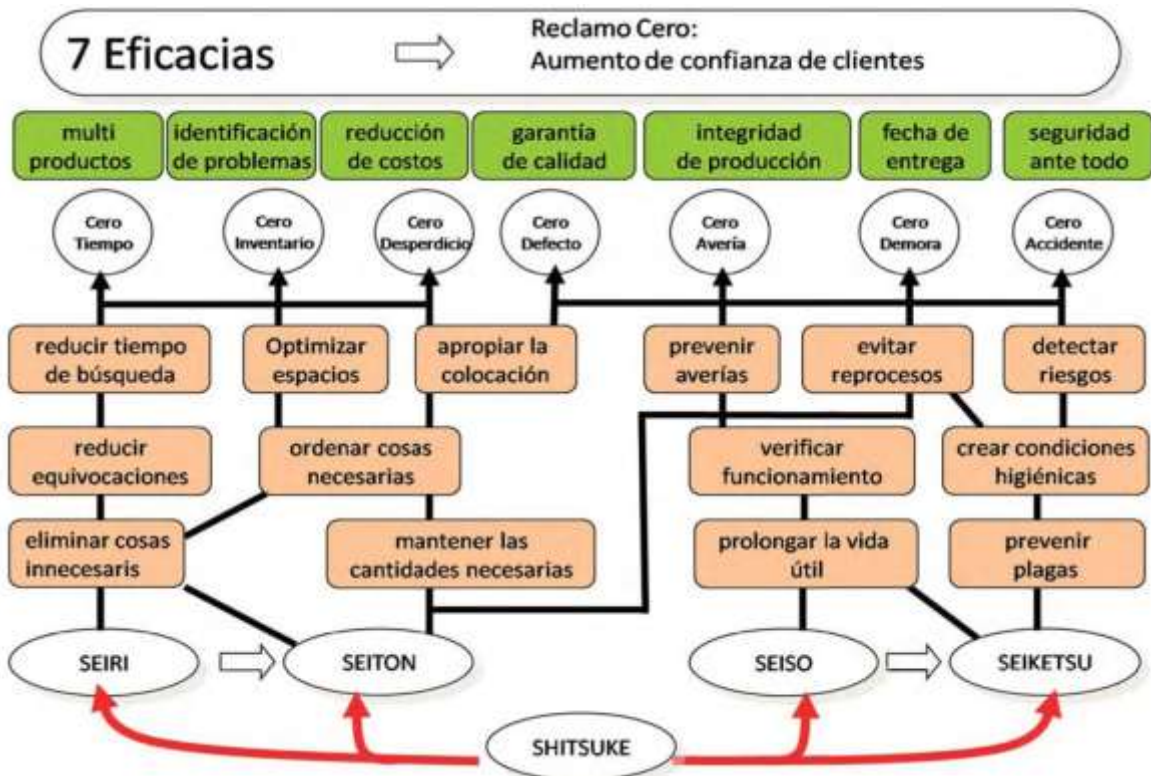 7 Eficacias
Reclamo Cero:
Aumento de confianza de clientes
multi
productos
identificación
de problemas
reducción
de costos
garantía
de calidad
integridad
de producción
fecha de
entrega
seguridad
ante todo
Cero
Tiempo
Cero
Inventario
Cero
Desperdicio
Cero
Defecto
Cero
Avería
Cero
Demora
Cero
Accidente
reducir tiempo
de búsqueda
Optimizar
espacios
apropiar la
colocación
prevenir
averías
evitar
reprocesos
detectar
riesgos
reducir
equivocaciones
ordenar cosas
necesarias
verificar
funcionamiento
crear condiciones
higiénicas
eliminar cosas
innecesaris
mantener las
cantidades necesarias
prolongar la vida
útil
prevenir
plagas
SEIRI
SEITON
SEISO
SEIKETSU
SHITSUKE